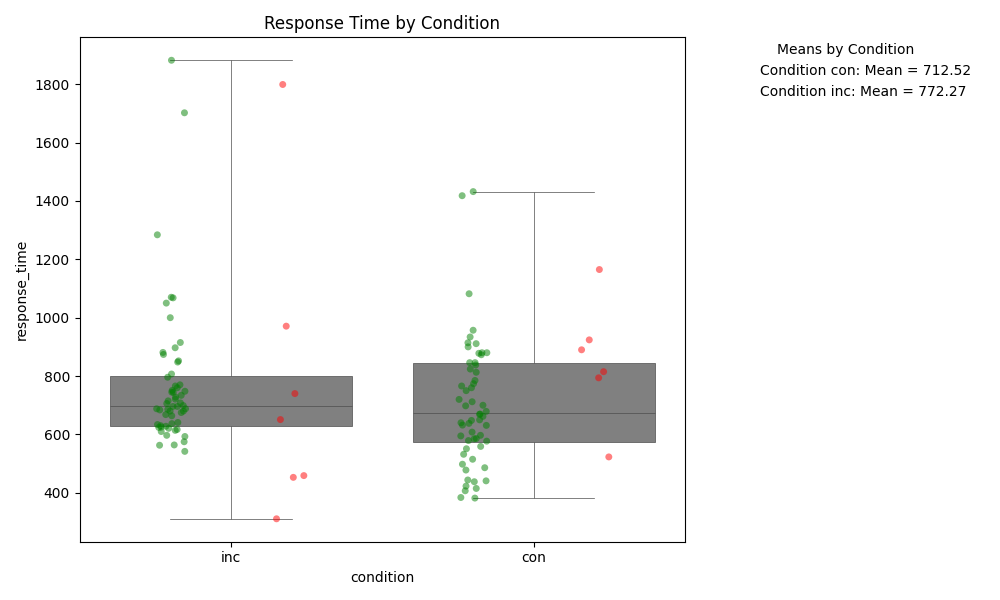 Response Time by Condition
Means by Condition
Condition con: Mean = 712.52
Condition inc: Mean = 772.27
response_time
1800
1600
1400
1200
1000
800
600
400
inc
con
condition